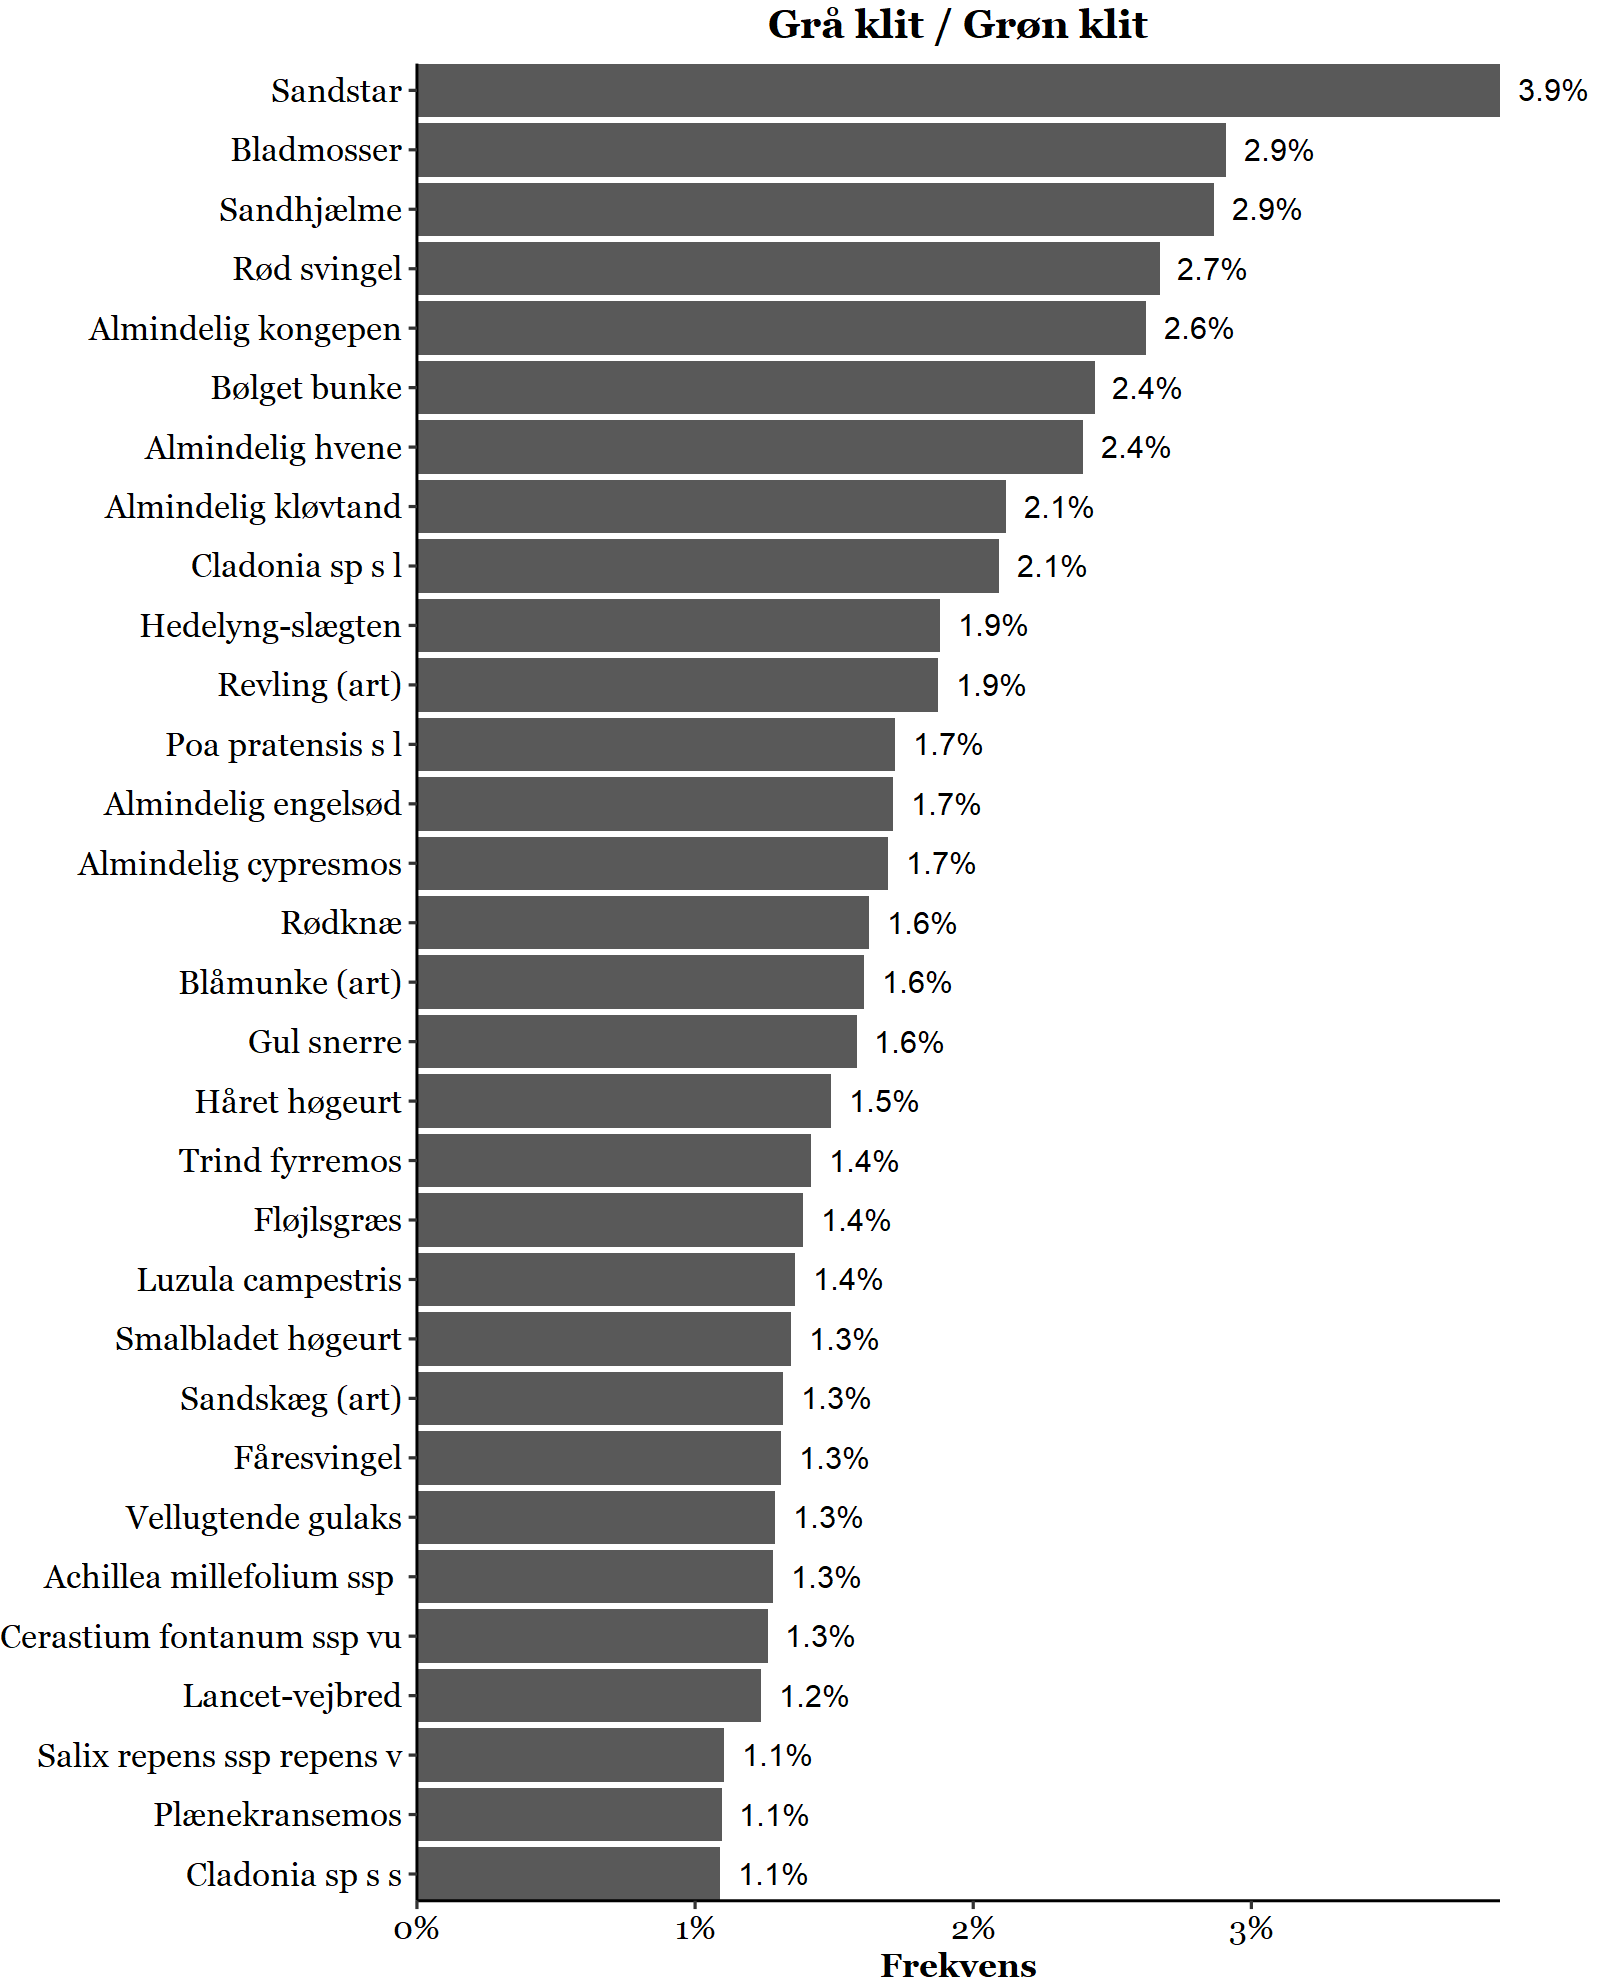 Grå klit / Grøn klit
Sandstar 3.9%
Bladmosser 2.9%
Sandhjælme 2.9%
Rød svingel 2.7%
Almindelig kongepen 2.6%
Bølget bunke 2.4%
Almindelig hvene 2.4%
Almindelig kløvtand 2.1%
Cladonia sp s l 2.1%
Hedelyng-slægten 1.9%
Revling (art) 1.9%
Poa pratensis s l 1.7%
Almindelig engelsød 1.7%
Almindelig cypresmos 1.7%
Rødknæ 1.6%
Blåmunke (art) 1.6%
Gul snerre 1.6%
Håret høgeurt 1.5%
Trind fyrremos 1.4%
Fløjlsgræs 1.4%
Luzula campestris 1.4%
Smalbladet høgeurt 1.3%
Sandskæg (art) 1.3%
Fåresvingel 1.3%
Vellugtende gulaks 1.3%
Achillea millefolium ssp 1.3%
Cerastium fontanum ssp vu 1.3%
Lancet-vejbred 1.2%
Salix repens ssp repens v 1.1%
Plænekransemos 1.1%
Cladonia sp s s 1.1%
0% 1% 2% 3%
Frekvens